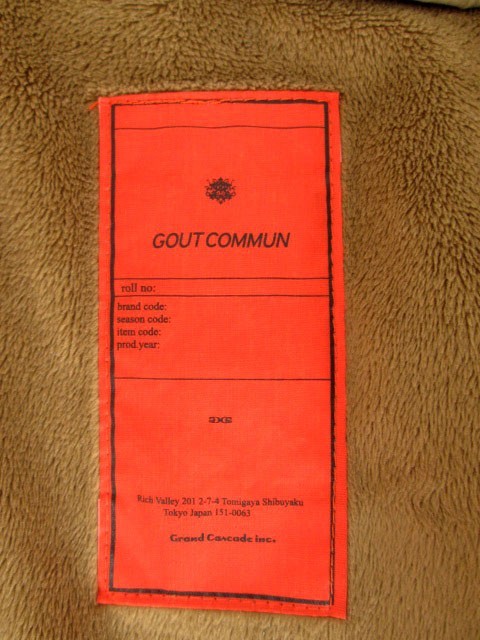 GOUT COMMUN
roll no:
brand code:
season code:
item code:
prod.year:
Rich Valley 201 2-7-4 Tomigaya Shibuyaku
Tokyo Japan 151-0063
Grand Cascade inc.